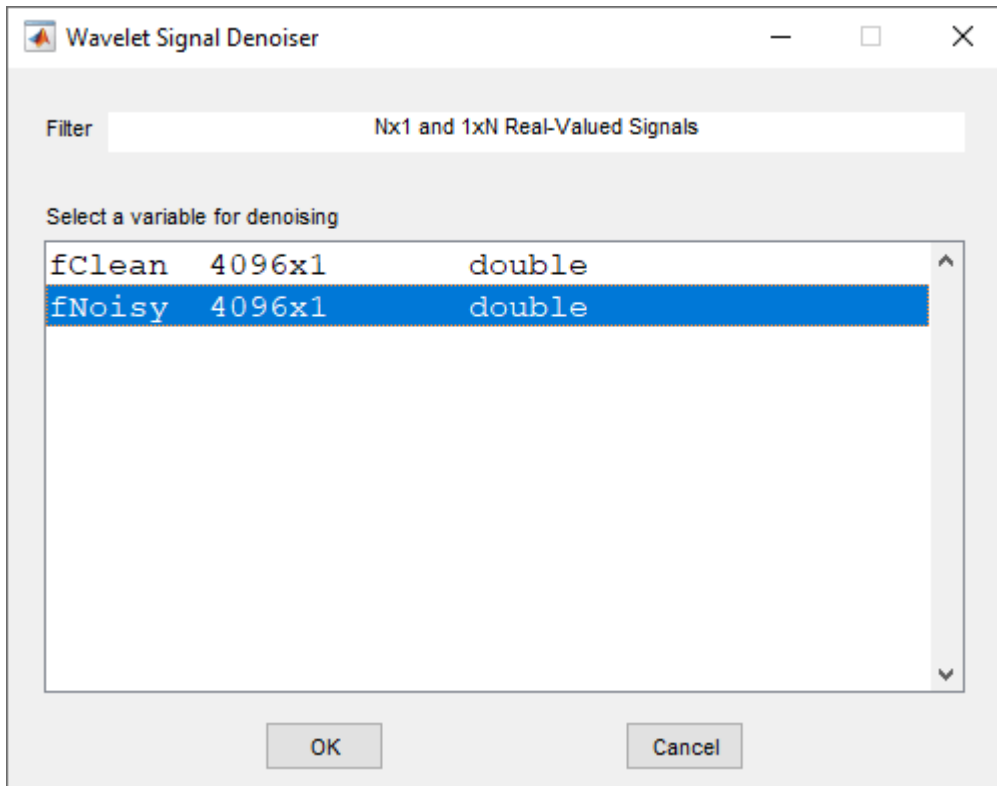 Wavelet Signal Denoiser
Filter Nx1 and 1xN Real-Valued Signals
Select a variable for denoising
fClean 4096x1 double
fNoisy 4096x1 double
OK Cancel